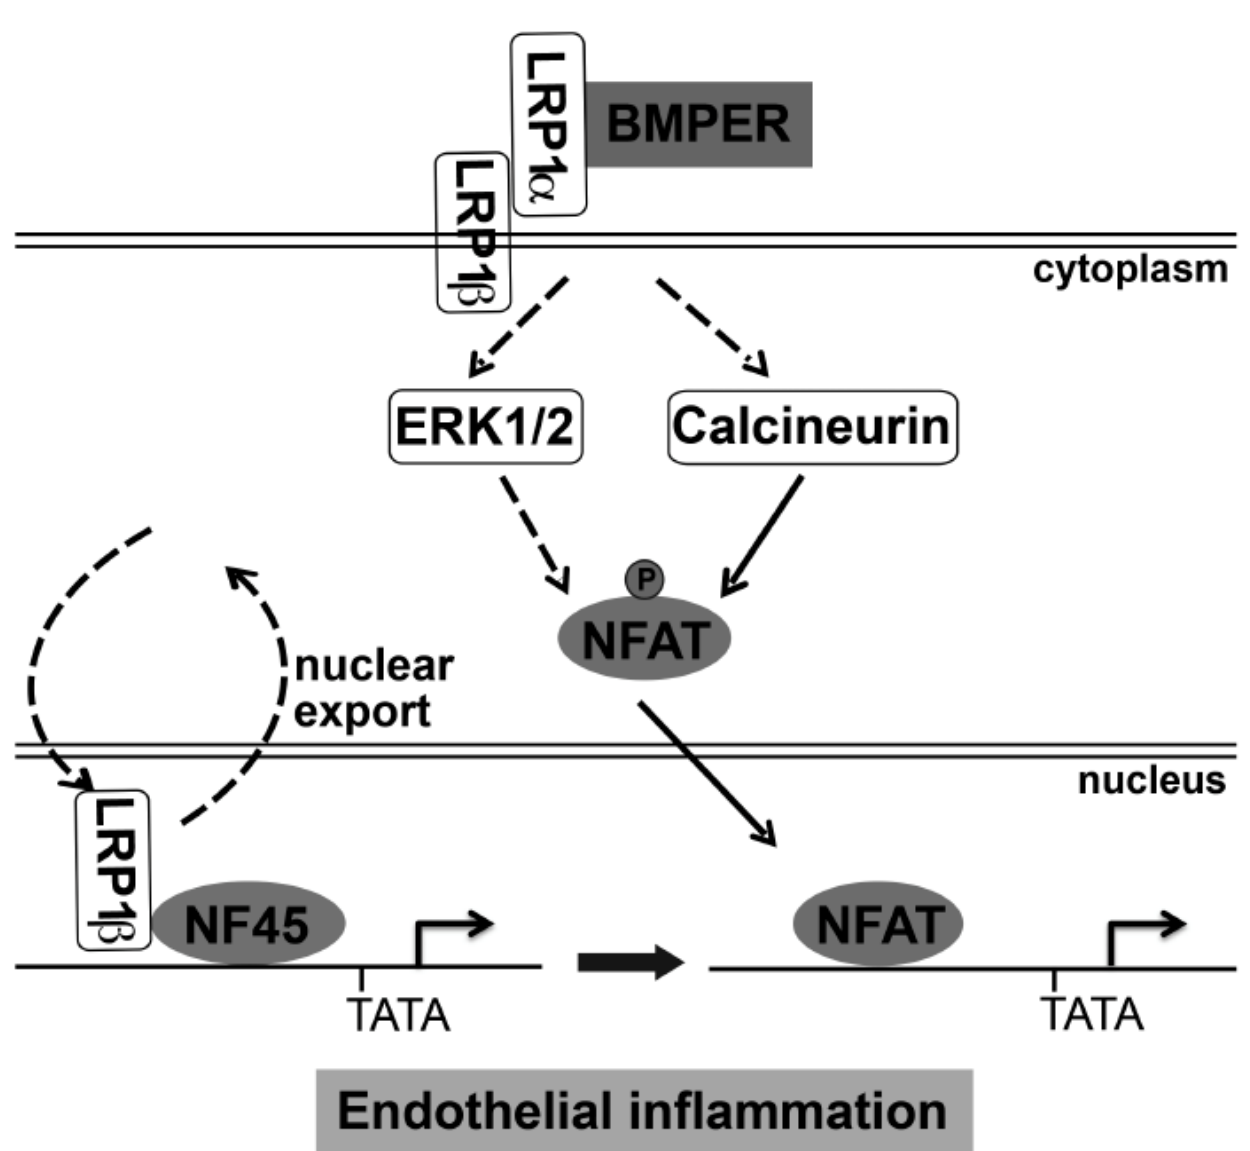 LRP1α
BMPER
LRP1β
cytoplasm
ERK1/2
Calcineurin
P
NFAT
nuclear
export
nucleus
LRP1β
NF45
NFAT
TATA
TATA
Endothelial inflammation